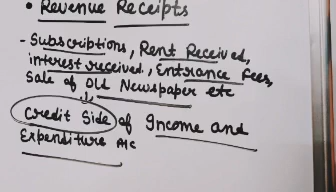 • Revenue Receipts
- Subscriptions, Rent Received,
interest received, Entrance Fees,
Sale of Old Newspaper etc
Credit Side of Income and
Expenditure A/c